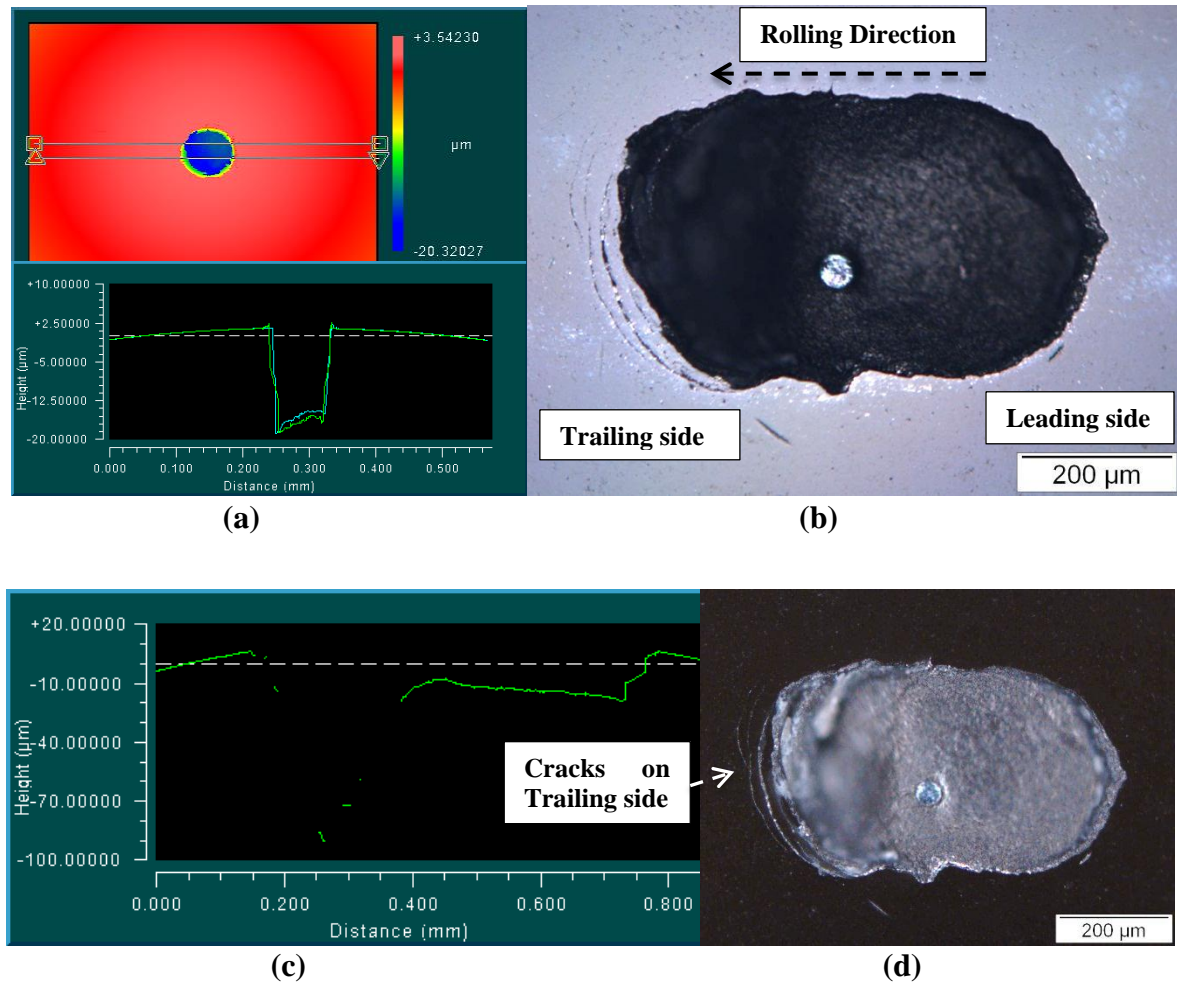 +3.54230
µm
-20.32027
+10.00000
+2.50000
-5.00000
-12.50000
-20.00000
Height (µm)
0.000 0.100 0.200 0.300 0.400 0.500
Distance (mm)
(a)
Rolling Direction
Trailing side
Leading side
200 µm
(b)
+20.00000
-10.00000
-40.00000
-70.00000
-100.00000
Height (µm)
0.000 0.200 0.400 0.600 0.800
Distance (mm)
(c)
Cracks on
Trailing side
200 µm
(d)